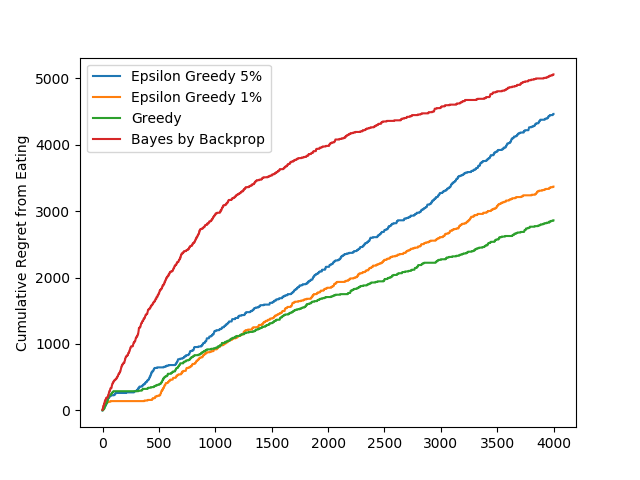 Epsilon Greedy 5%
Epsilon Greedy 1%
Greedy
Bayes by Backprop
Cumulative Regret from Eating
5000
4000
3000
2000
1000
0
0 500 1000 1500 2000 2500 3000 3500 4000